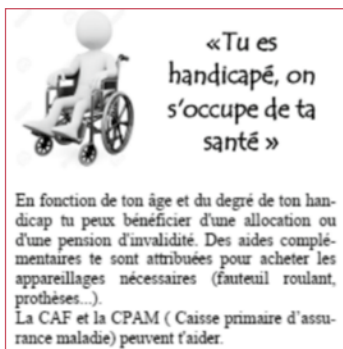 «Tu es
handicapé, on
s'occupe de ta
santé »
En fonction de ton âge et du degré de ton han-
dicap tu peux bénéficier d'une allocation ou
d'une pension d'invalidité. Des aides complé-
mentaires te sont attribuées pour acheter les
appareillages nécessaires (fauteuil roulant,
prothèses...).
La CAF et la CPAM ( Caisse primaire d'assu-
rance maladie) peuvent t'aider.